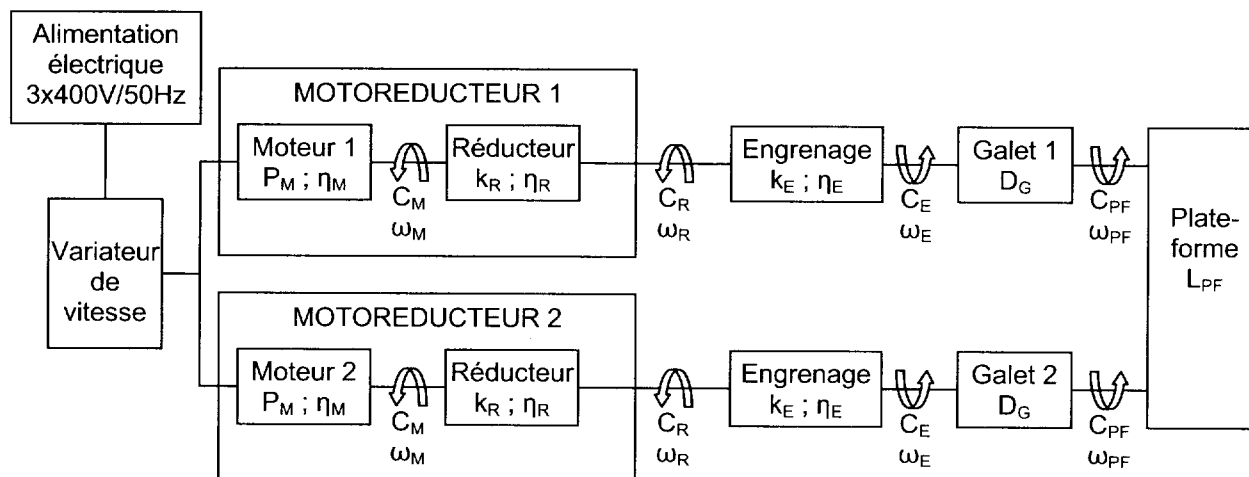 Alimentation
électrique
3x400V/50Hz
Variateur
de
vitesse
MOTOREDUCTEUR 1
Moteur 1
P_M ; η_M
C_M
ω_M
Réducteur
k_R ; η_R
C_R
ω_R
Engrenage
k_E ; η_E
C_E
ω_E
Galet 1
D_G
C_PF
ω_PF
Plate-
forme
L_PF
MOTOREDUCTEUR 2
Moteur 2
P_M ; η_M
C_M
ω_M
Réducteur
k_R ; η_R
C_R
ω_R
Engrenage
k_E ; η_E
C_E
ω_E
Galet 2
D_G
C_PF
ω_PF